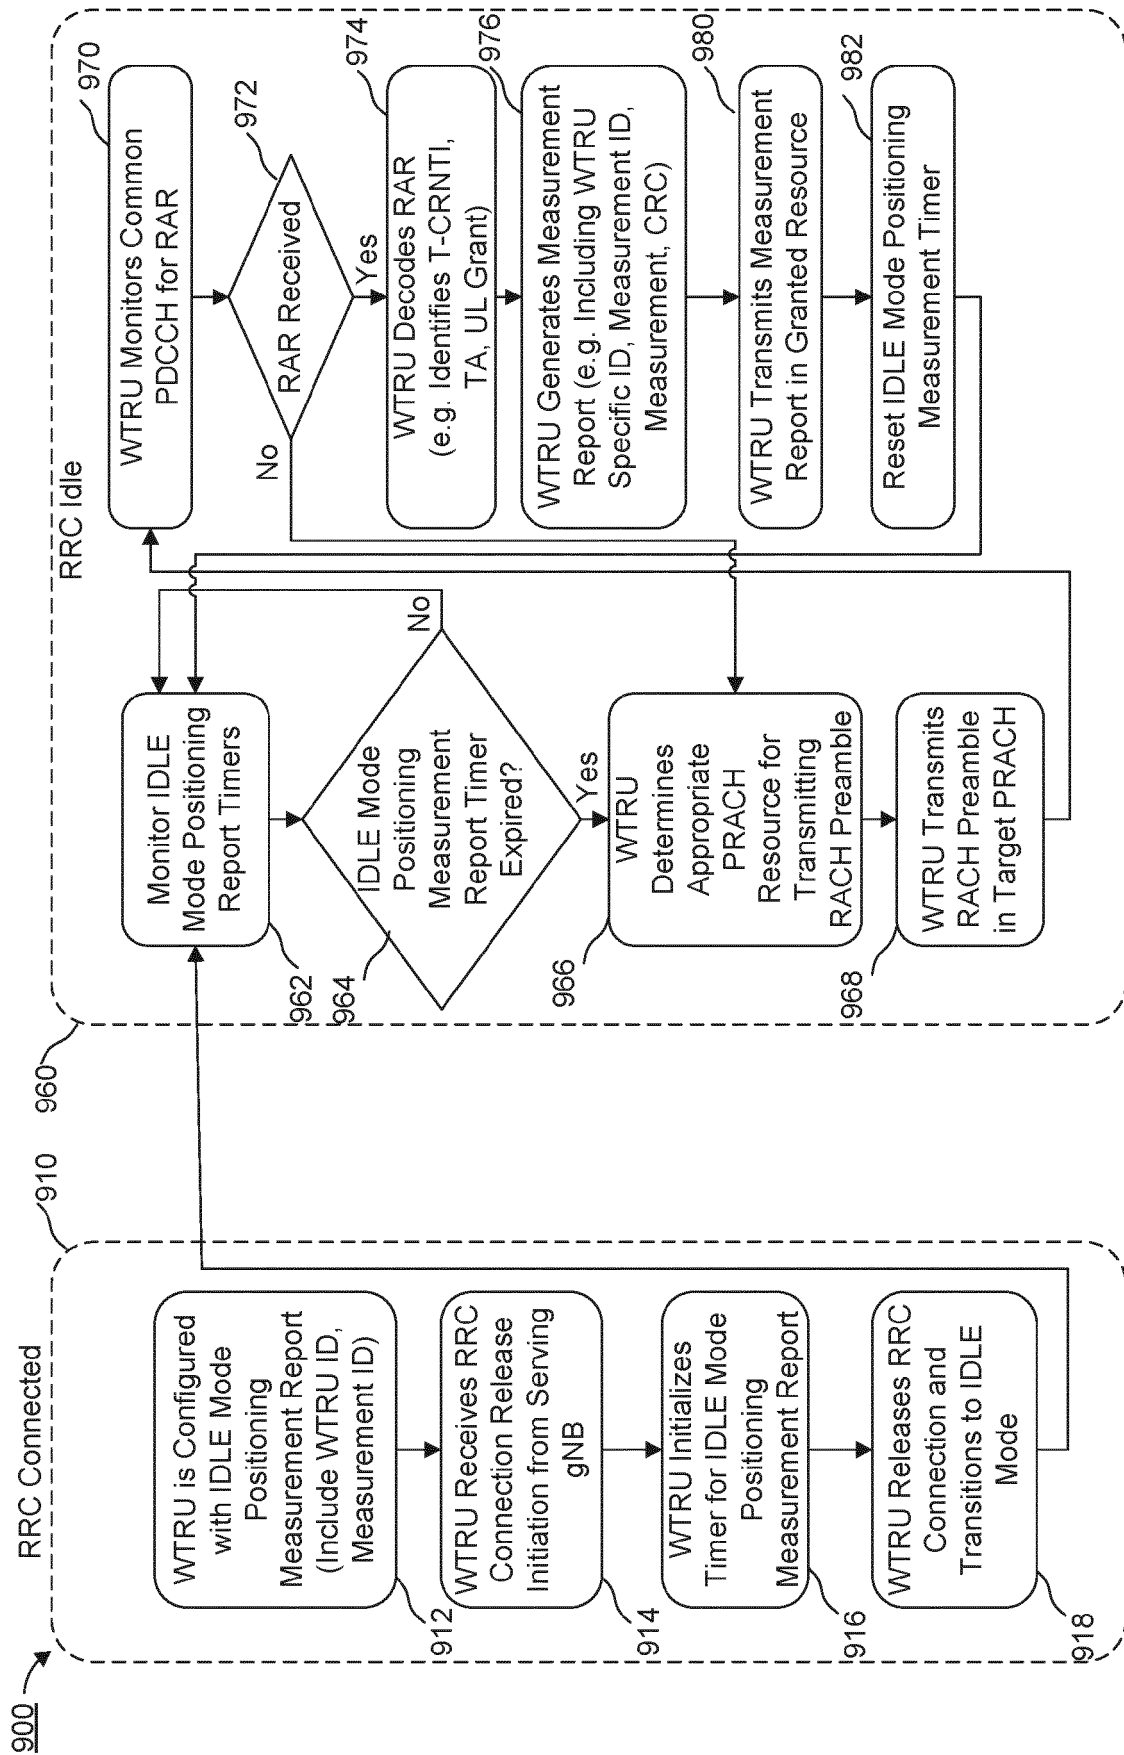 900
RRC Connected
910
WTRU is Configured
with IDLE Mode
Positioning
Measurement Report
(Include WTRU ID,
Measurement ID)
912
WTRU Receives RRC
Connection Release
Initiation from Serving
gNB
914
WTRU Initializes
Timer for IDLE Mode
Positioning
Measurement Report
916
WTRU Releases RRC
Connection and
Transitions to IDLE
Mode
918
960
RRC Idle
Monitor IDLE
Mode Positioning
Report Timers
962
IDLE Mode
Positioning
Measurement
Report Timer
Expired?
964
No
Yes
WTRU
Determines
Appropriate
PRACH
Resource for
Transmitting
RACH Preamble
966
WTRU Transmits
RACH Preamble
in Target PRACH
968
WTRU Monitors Common
PDCCH for RAR
970
RAR Received
972
No
Yes
WTRU Decodes RAR
(e.g. Identifies T-CRNTI,
TA, UL Grant)
974
WTRU Generates Measurement
Report (e.g. Including WTRU
Specific ID, Measurement ID,
Measurement, CRC)
976
WTRU Transmits Measurement
Report in Granted Resource
980
Reset IDLE Mode Positioning
Measurement Timer
982